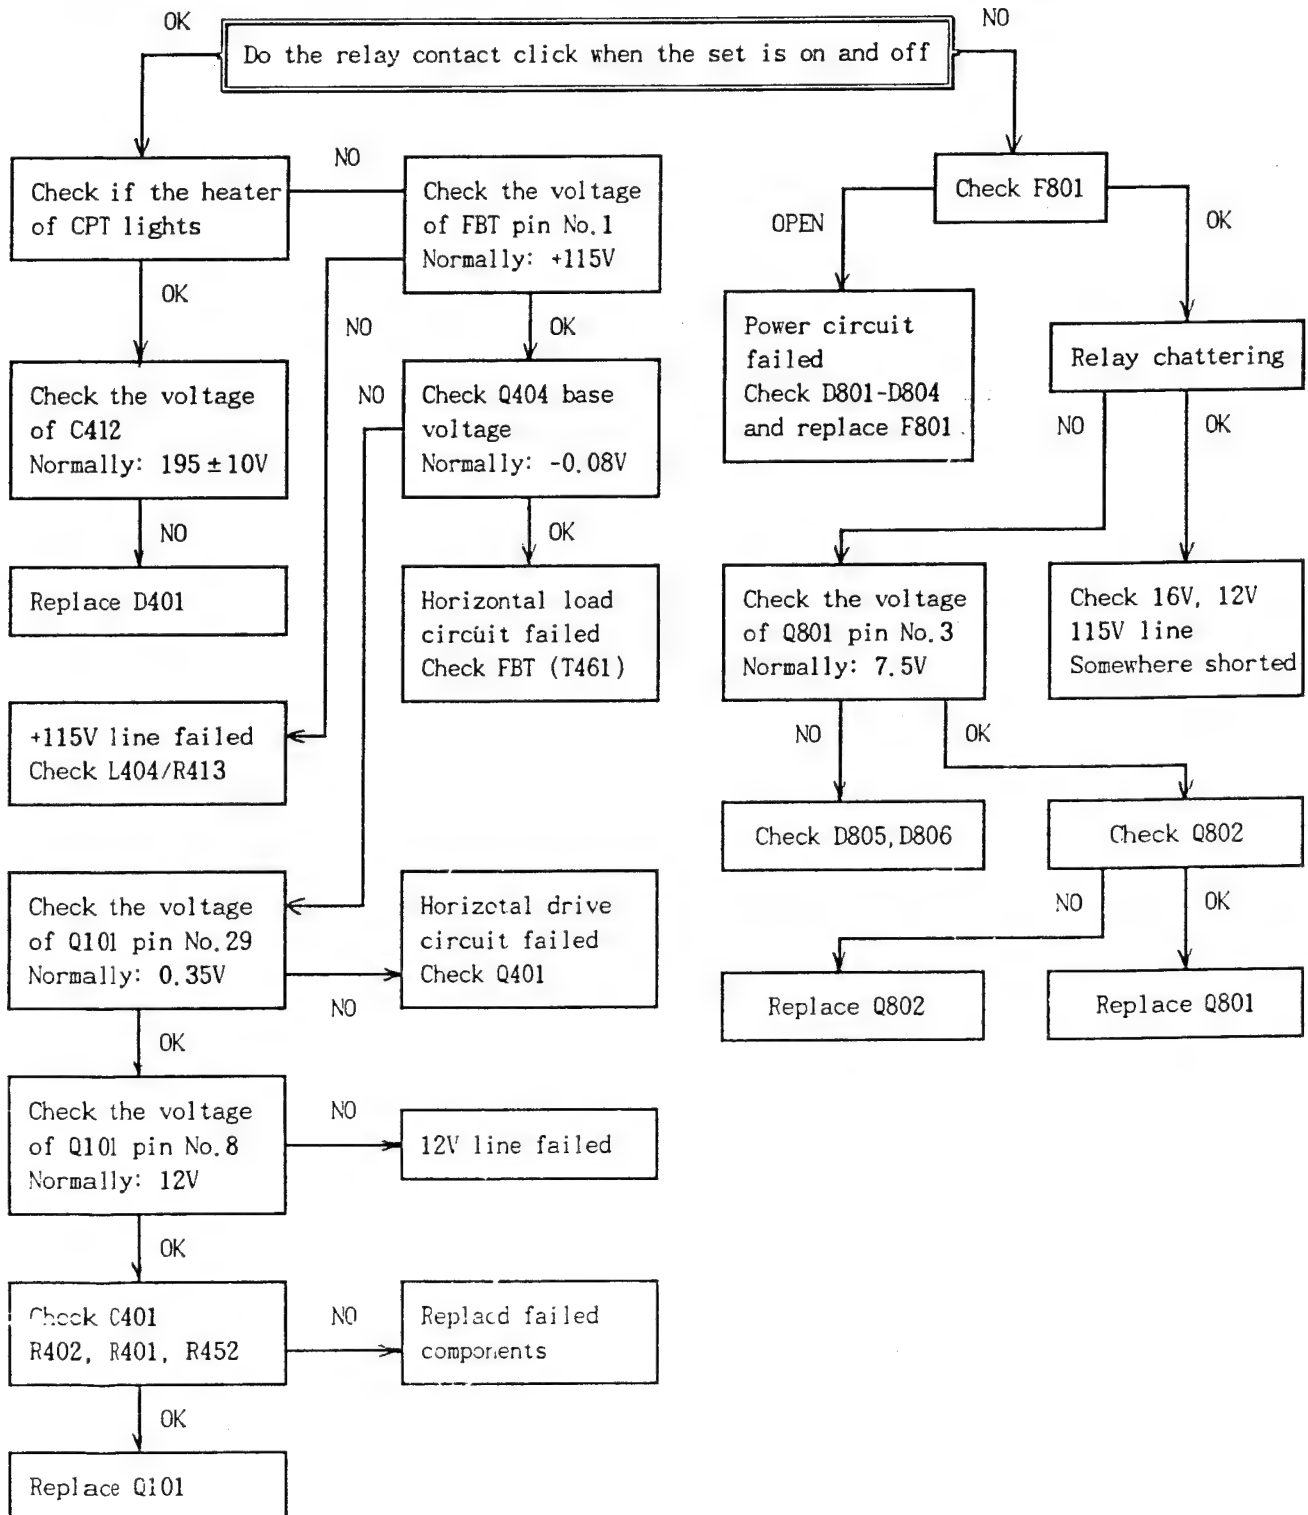 OK
NO
Do the relay contact click when the set is on and off
Check if the heater
of CPT lights
NO
Check the voltage
of FBT pin No.1
Normally: +115V
Check F801
OPEN
OK
OK
NO
OK
Power circuit
failed
Check D801-D804
and replace F801
Relay chattering
Check the voltage
of C412
Normally: 195±10V
NO
Check Q404 base
voltage
Normally: -0.08V
NO
OK
NO
OK
Replace D401
Horizontal load
circuit failed
Check FBT (T461)
Check the voltage
of Q801 pin No.3
Normally: 7.5V
Check 16V, 12V
115V line
Somewhere shorted
+115V line failed
Check L404/R413
NO
OK
Check D805,D806
Check Q802
Check the voltage
of Q101 pin No.29
Normally: 0.35V
Horizctal drive
circuit failed
Check Q401
NO
OK
NO
OK
Replace Q802
Replace Q801
Check the voltage
of Q101 pin No.8
Normally: 12V
NO
12V line failed
OK
Check C401
R402, R401, R452
NO
Replacd failed
components
OK
Replace Q101